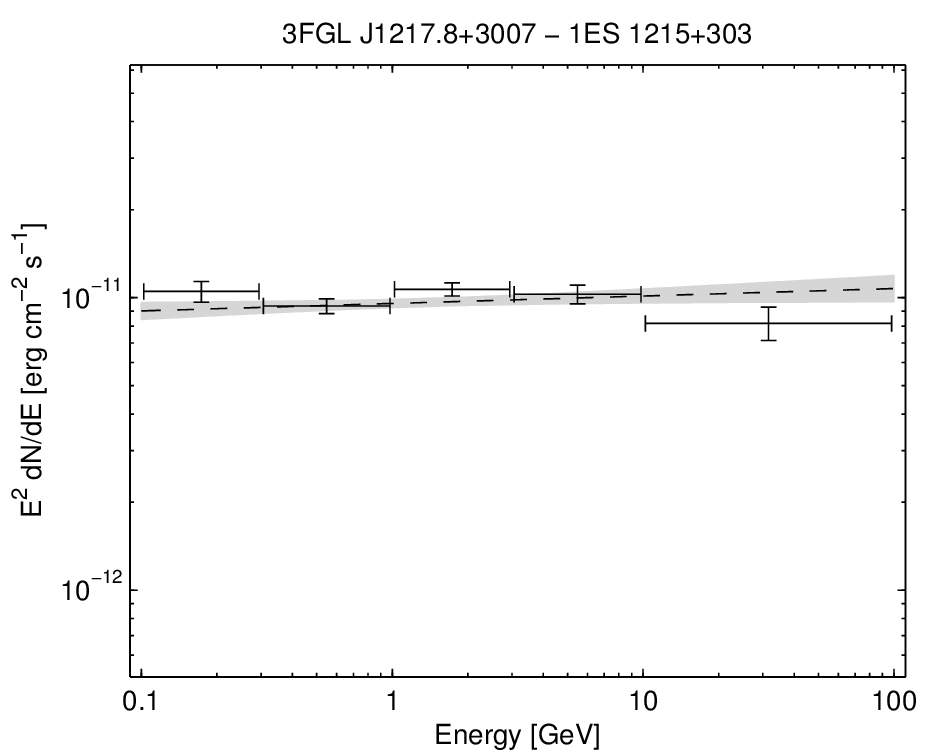 3FGL J1217.8+3007 − 1ES 1215+303
E² dN/dE [erg cm⁻² s⁻¹]
10⁻¹¹
10⁻¹²
0.1 1 10 100
Energy [GeV]